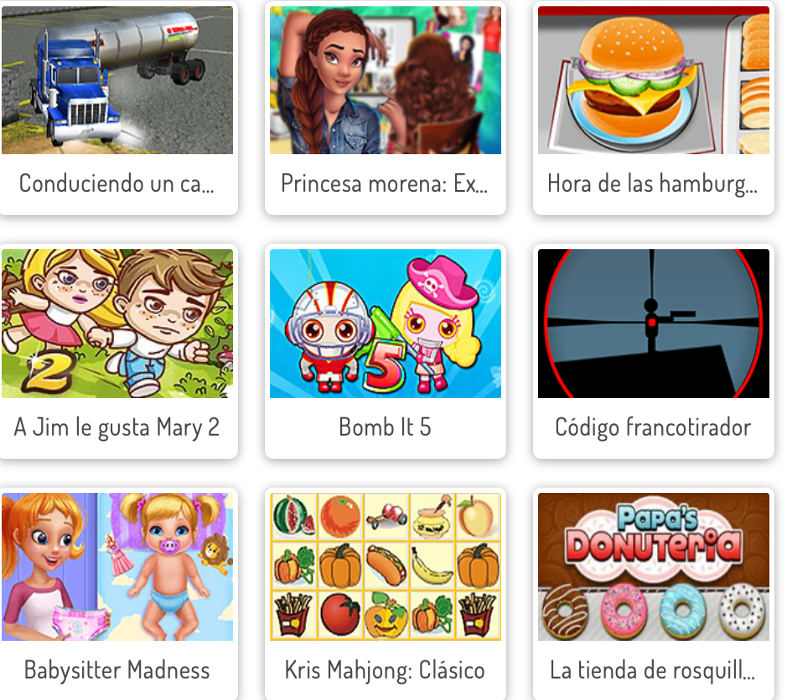 Conduciendo un ca...
Princesa morena: Ex...
Hora de las hamburg...
2
5
A Jim le gusta Mary 2
Bomb It 5
Código francotirador
Papa's
DONUTERIA
Babysitter Madness
Kris Mahjong: Clásico
La tienda de rosquill...